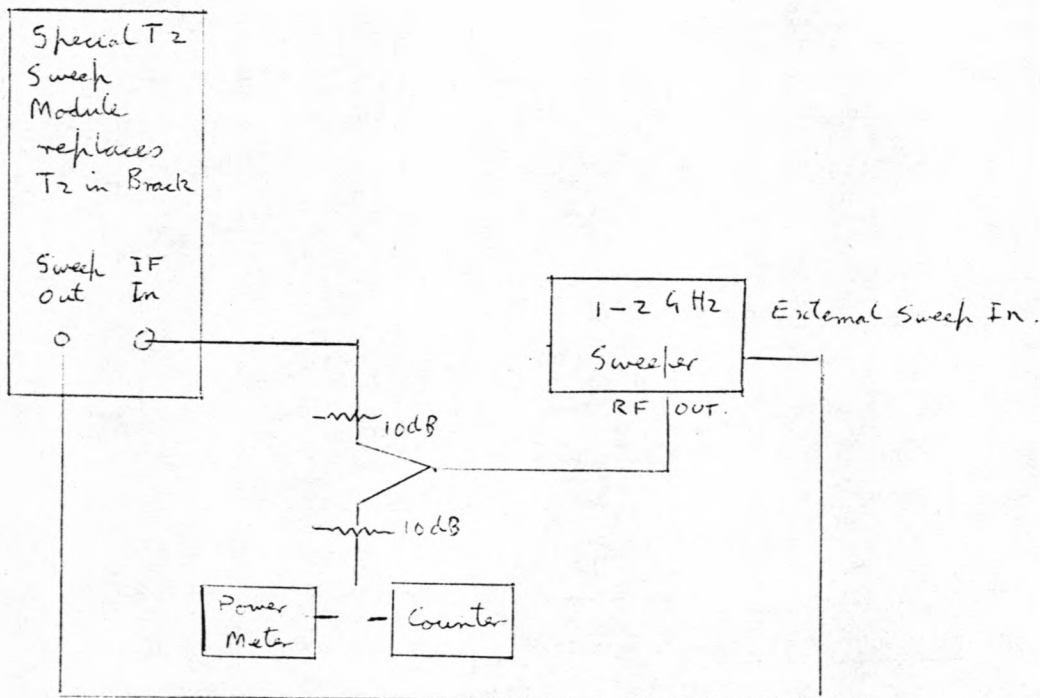 Special T2
Sweep
Module
replaces
T2 in Brack
Sweep IF
Out In
1-2 GHz
Sweeper
External Sweep In.
RF OUT.
10dB
10dB
Power
Meter
Counter